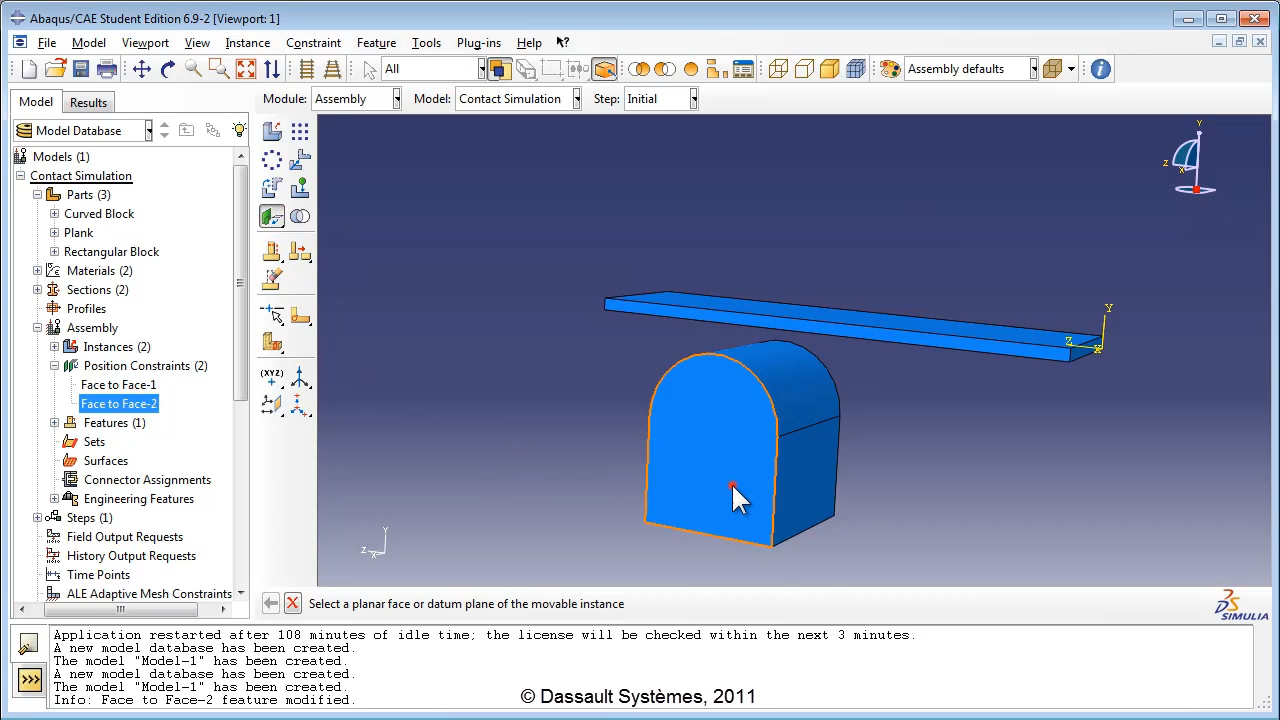 Abaqus/CAE Student Edition 6.9-2 [Viewport: 1]
File Model Viewport View Instance Constraint Feature Tools Plug-ins Help
All Assembly defaults
Model Results Module: Assembly Model: Contact Simulation Step: Initial
Model Database
Models (1)
Contact Simulation
Parts (3)
Curved Block
Plank
Rectangular Block
Materials (2)
Sections (2)
Profiles
Assembly
Instances (2)
Position Constraints (2)
Face to Face-1
Face to Face-2
Features (1)
Sets
Surfaces
Connector Assignments
Engineering Features
Steps (1)
Field Output Requests
History Output Requests
Time Points
ALE Adaptive Mesh Constraints
(XYZ)
Y
Z
X
Y
Z
X
Y
Z
X
Select a planar face or datum plane of the movable instance
SIMULIA
Application restarted after 108 minutes of idle time; the license will be checked within the next 3 minutes.
A new model database has been created.
The model "Model-1" has been created.
A new model database has been created.
The model "Model-1" has been created.
Info: Face to Face-2 feature modified.
© Dassault Systèmes, 2011